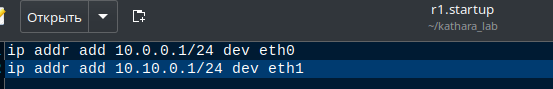 Открыть
r1.startup
~/kathara_lab
ip addr add 10.0.0.1/24 dev eth0
ip addr add 10.10.0.1/24 dev eth1